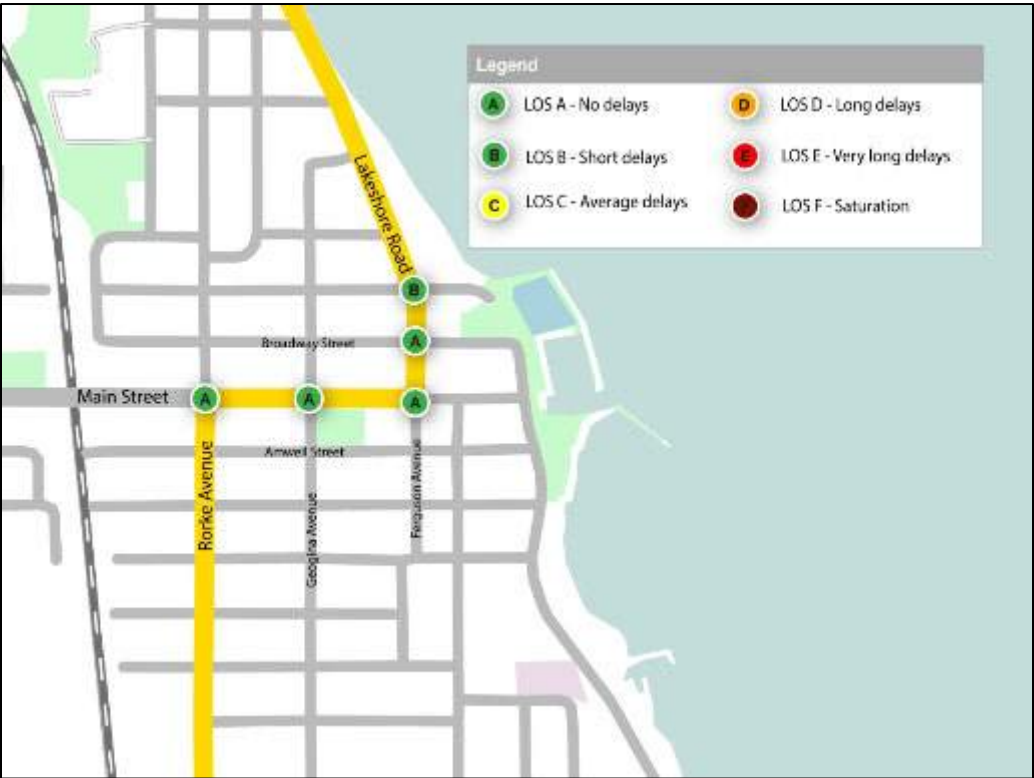 Legend
A LOS A - No delays
D LOS D - Long delays
B LOS B - Short delays
E LOS E - Very long delays
C LOS C - Average delays
LOS F - Saturation
Lakeshore Road
B
Broadway Street
A
Main Street
A
A
A
Amwell Street
Rorke Avenue
Geogina Avenue
Ferguson Avenue